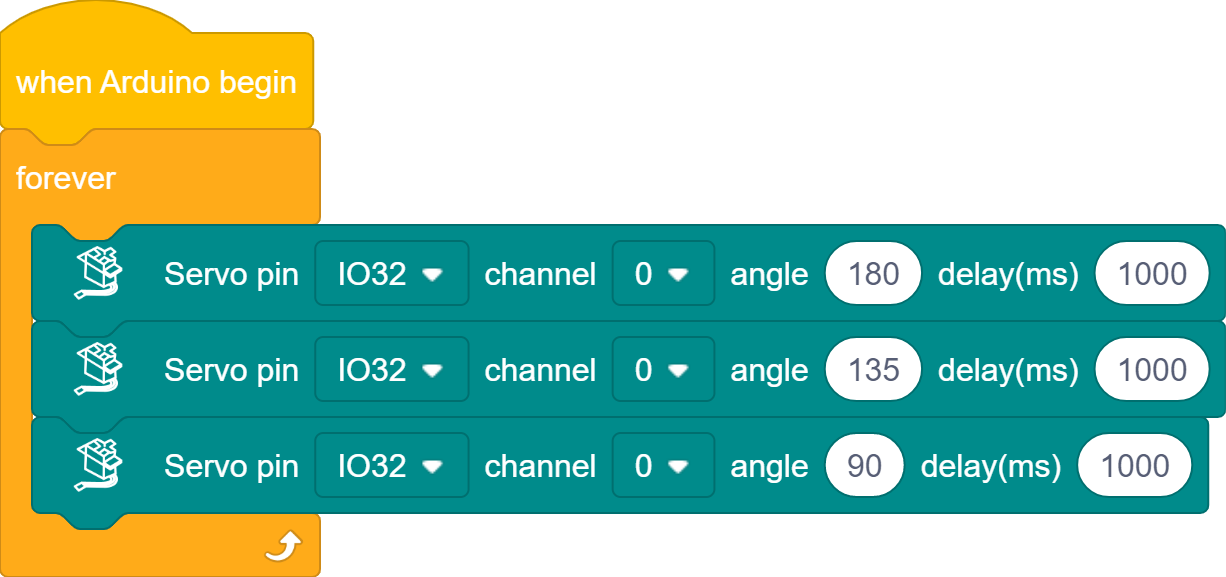 when Arduino begin
forever
Servo pin IO32 channel 0 angle 180 delay(ms) 1000
Servo pin IO32 channel 0 angle 135 delay(ms) 1000
Servo pin IO32 channel 0 angle 90 delay(ms) 1000